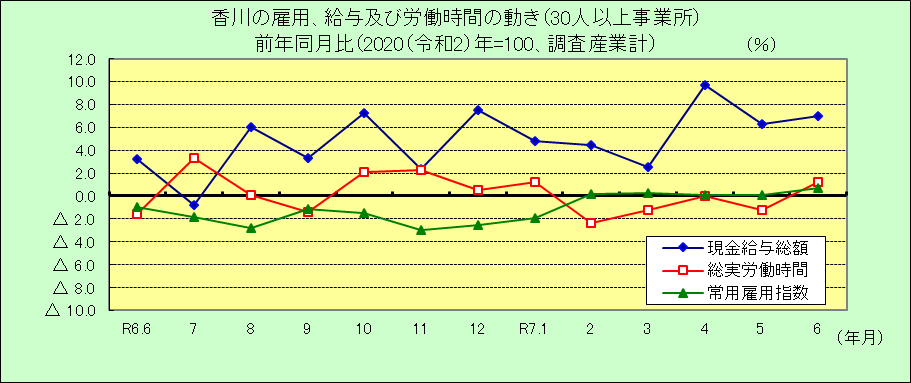 香川の雇用、給与及び労働時間の動き(30人以上事業所)
前年同月比(2020(令和2)年=100、調査産業計)
(%)
12.0
10.0
8.0
6.0
4.0
2.0
0.0
△ 2.0
△ 4.0
△ 6.0
△ 8.0
△ 10.0
現金給与総額
総実労働時間
常用雇用指数
R6.6 7 8 9 10 11 12 R7.1 2 3 4 5 6
(年月)